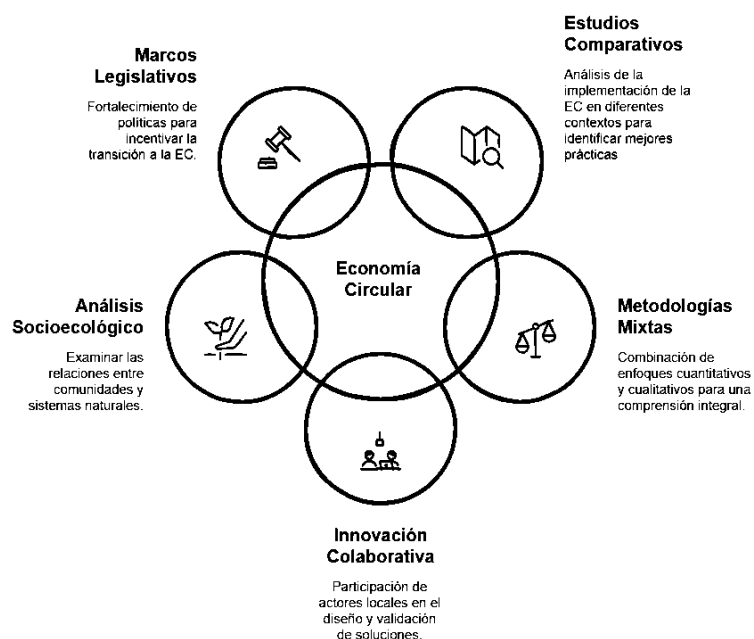 Marcos
Legislativos
Fortalecimiento de
políticas para
incentivar la
transición a la EC.
Estudios
Comparativos
Análisis de la
implementación de la
EC en diferentes
contextos para
identificar mejores
prácticas
Economía
Circular
Análisis
Socioecológico
Examinar las
relaciones entre
comunidades y
sistemas naturales.
Metodologías
Mixtas
Combinación de
enfoques cuantitativos
y cualitativos para una
comprensión integral.
Innovación
Colaborativa
Participación de
actores locales en el
diseño y validación
de soluciones.